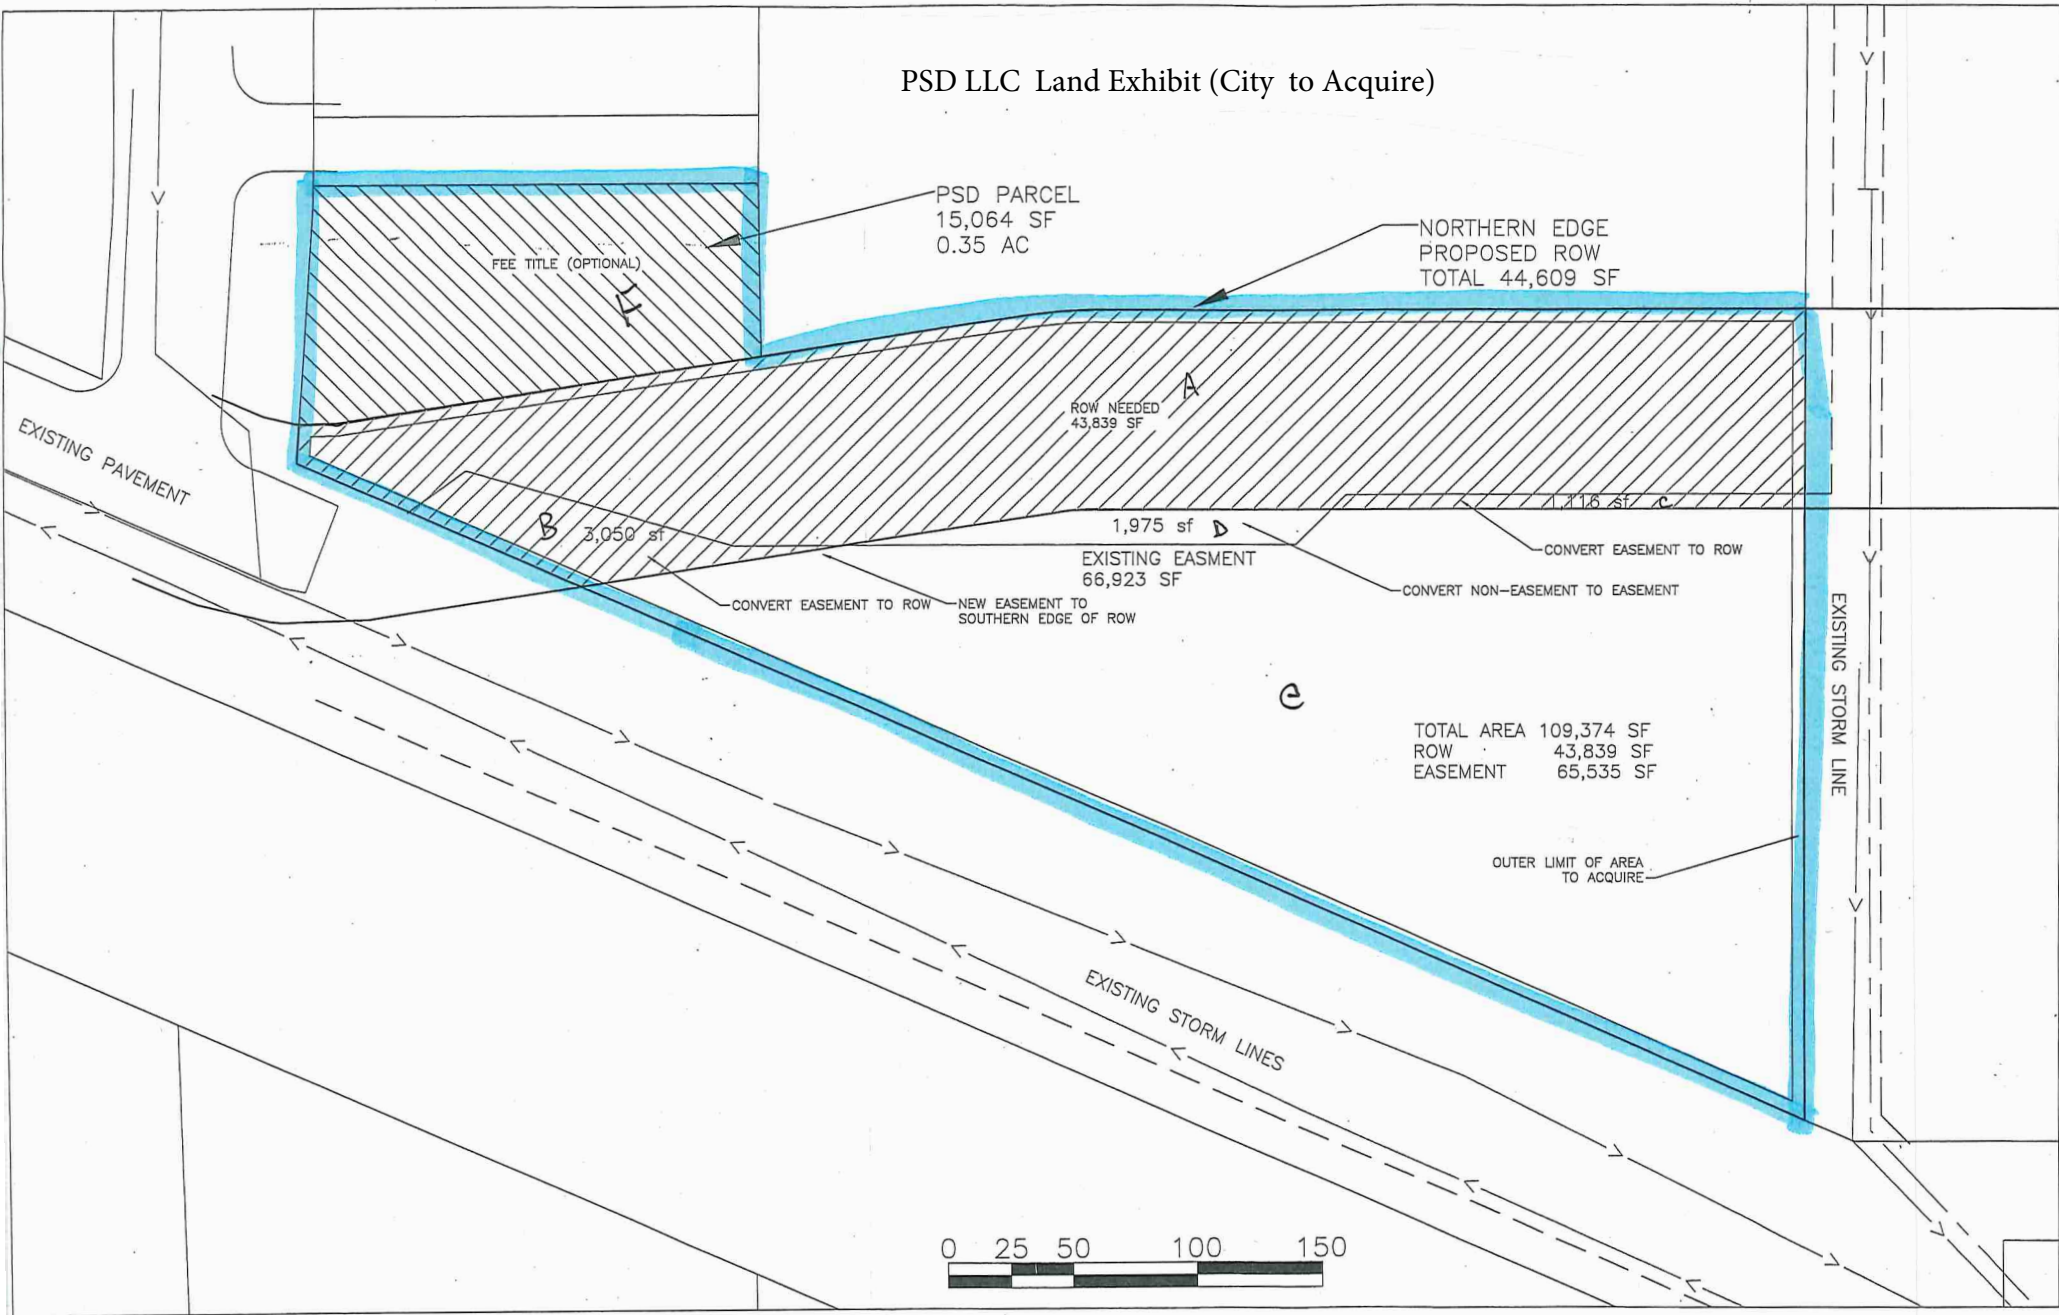 PSD LLC Land Exhibit (City to Acquire)
PSD PARCEL
15,064 SF
0.35 AC
NORTHERN EDGE
PROPOSED ROW
TOTAL 44,609 SF
FEE TITLE (OPTIONAL)
A
ROW NEEDED
43,839 SF
EXISTING PAVEMENT
B
3,050 sf
1,975 sf D
1,116 sf C
EXISTING EASMENT
66,923 SF
CONVERT EASEMENT TO ROW
CONVERT NON-EASEMENT TO EASEMENT
CONVERT EASEMENT TO ROW
NEW EASEMENT TO
SOUTHERN EDGE OF ROW
EXISTING STORM LINE
e
TOTAL AREA 109,374 SF
ROW 43,839 SF
EASEMENT 65,535 SF
OUTER LIMIT OF AREA
TO ACQUIRE
EXISTING STORM LINES
0 25 50 100 150